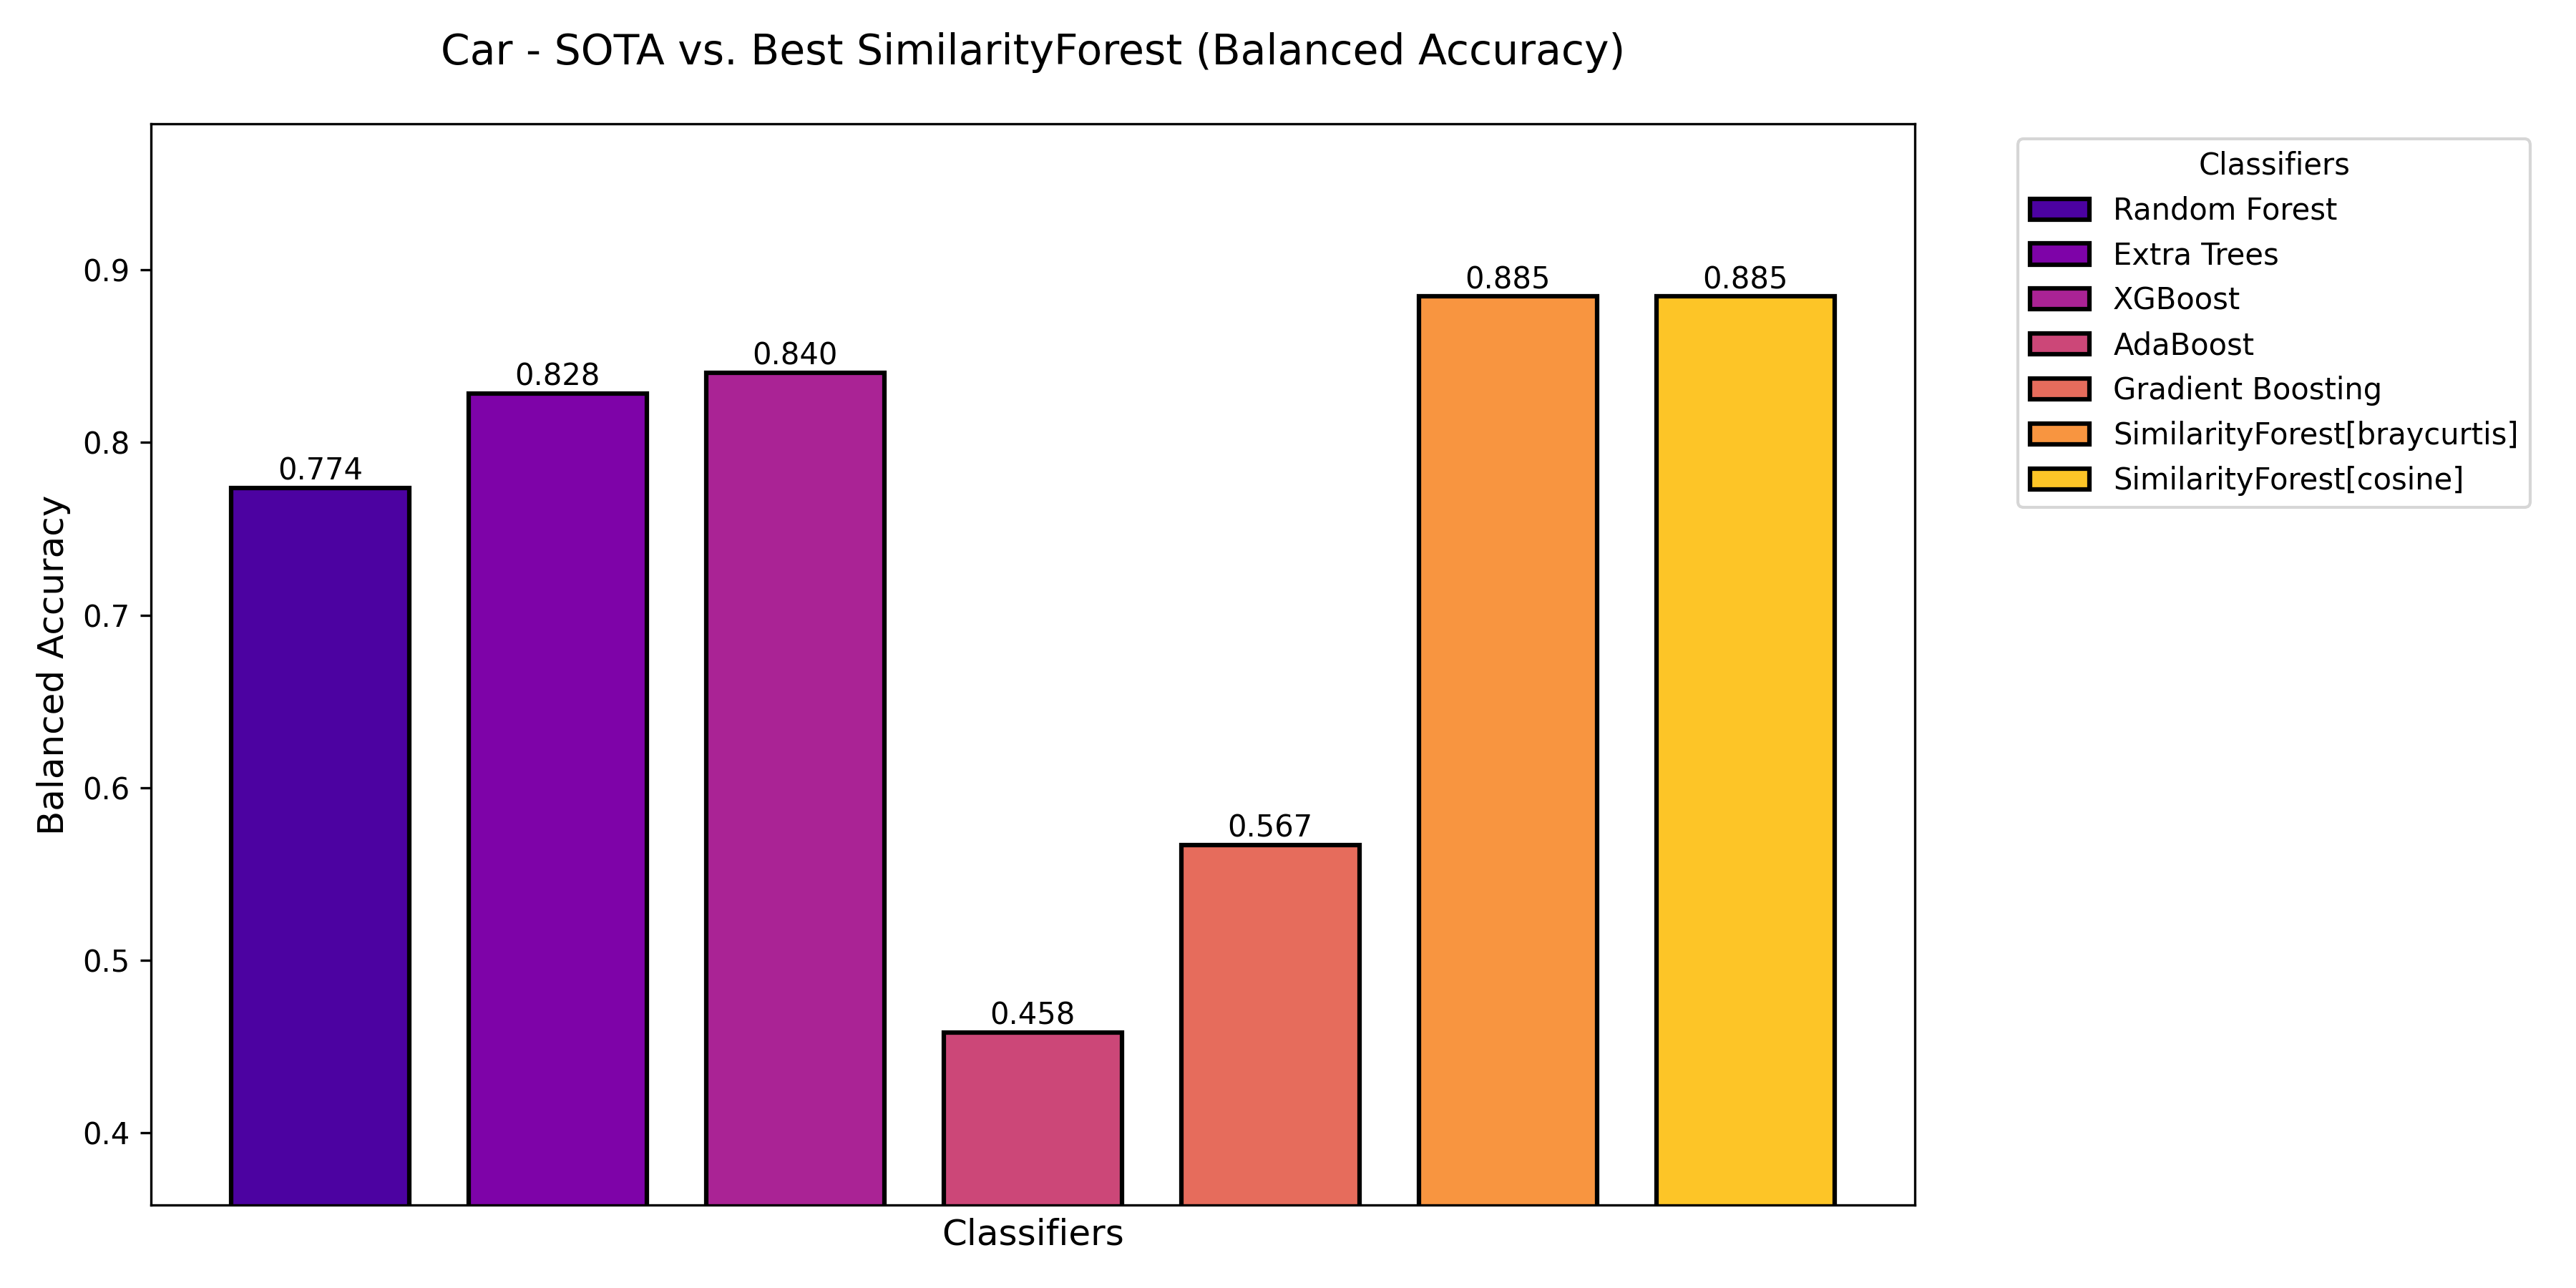 Car - SOTA vs. Best SimilarityForest (Balanced Accuracy)
Balanced Accuracy
0.9
0.8
0.7
0.6
0.5
0.4
0.774
0.828
0.840
0.458
0.567
0.885
0.885
Classifiers
Classifiers
Random Forest
Extra Trees
XGBoost
AdaBoost
Gradient Boosting
SimilarityForest[braycurtis]
SimilarityForest[cosine]